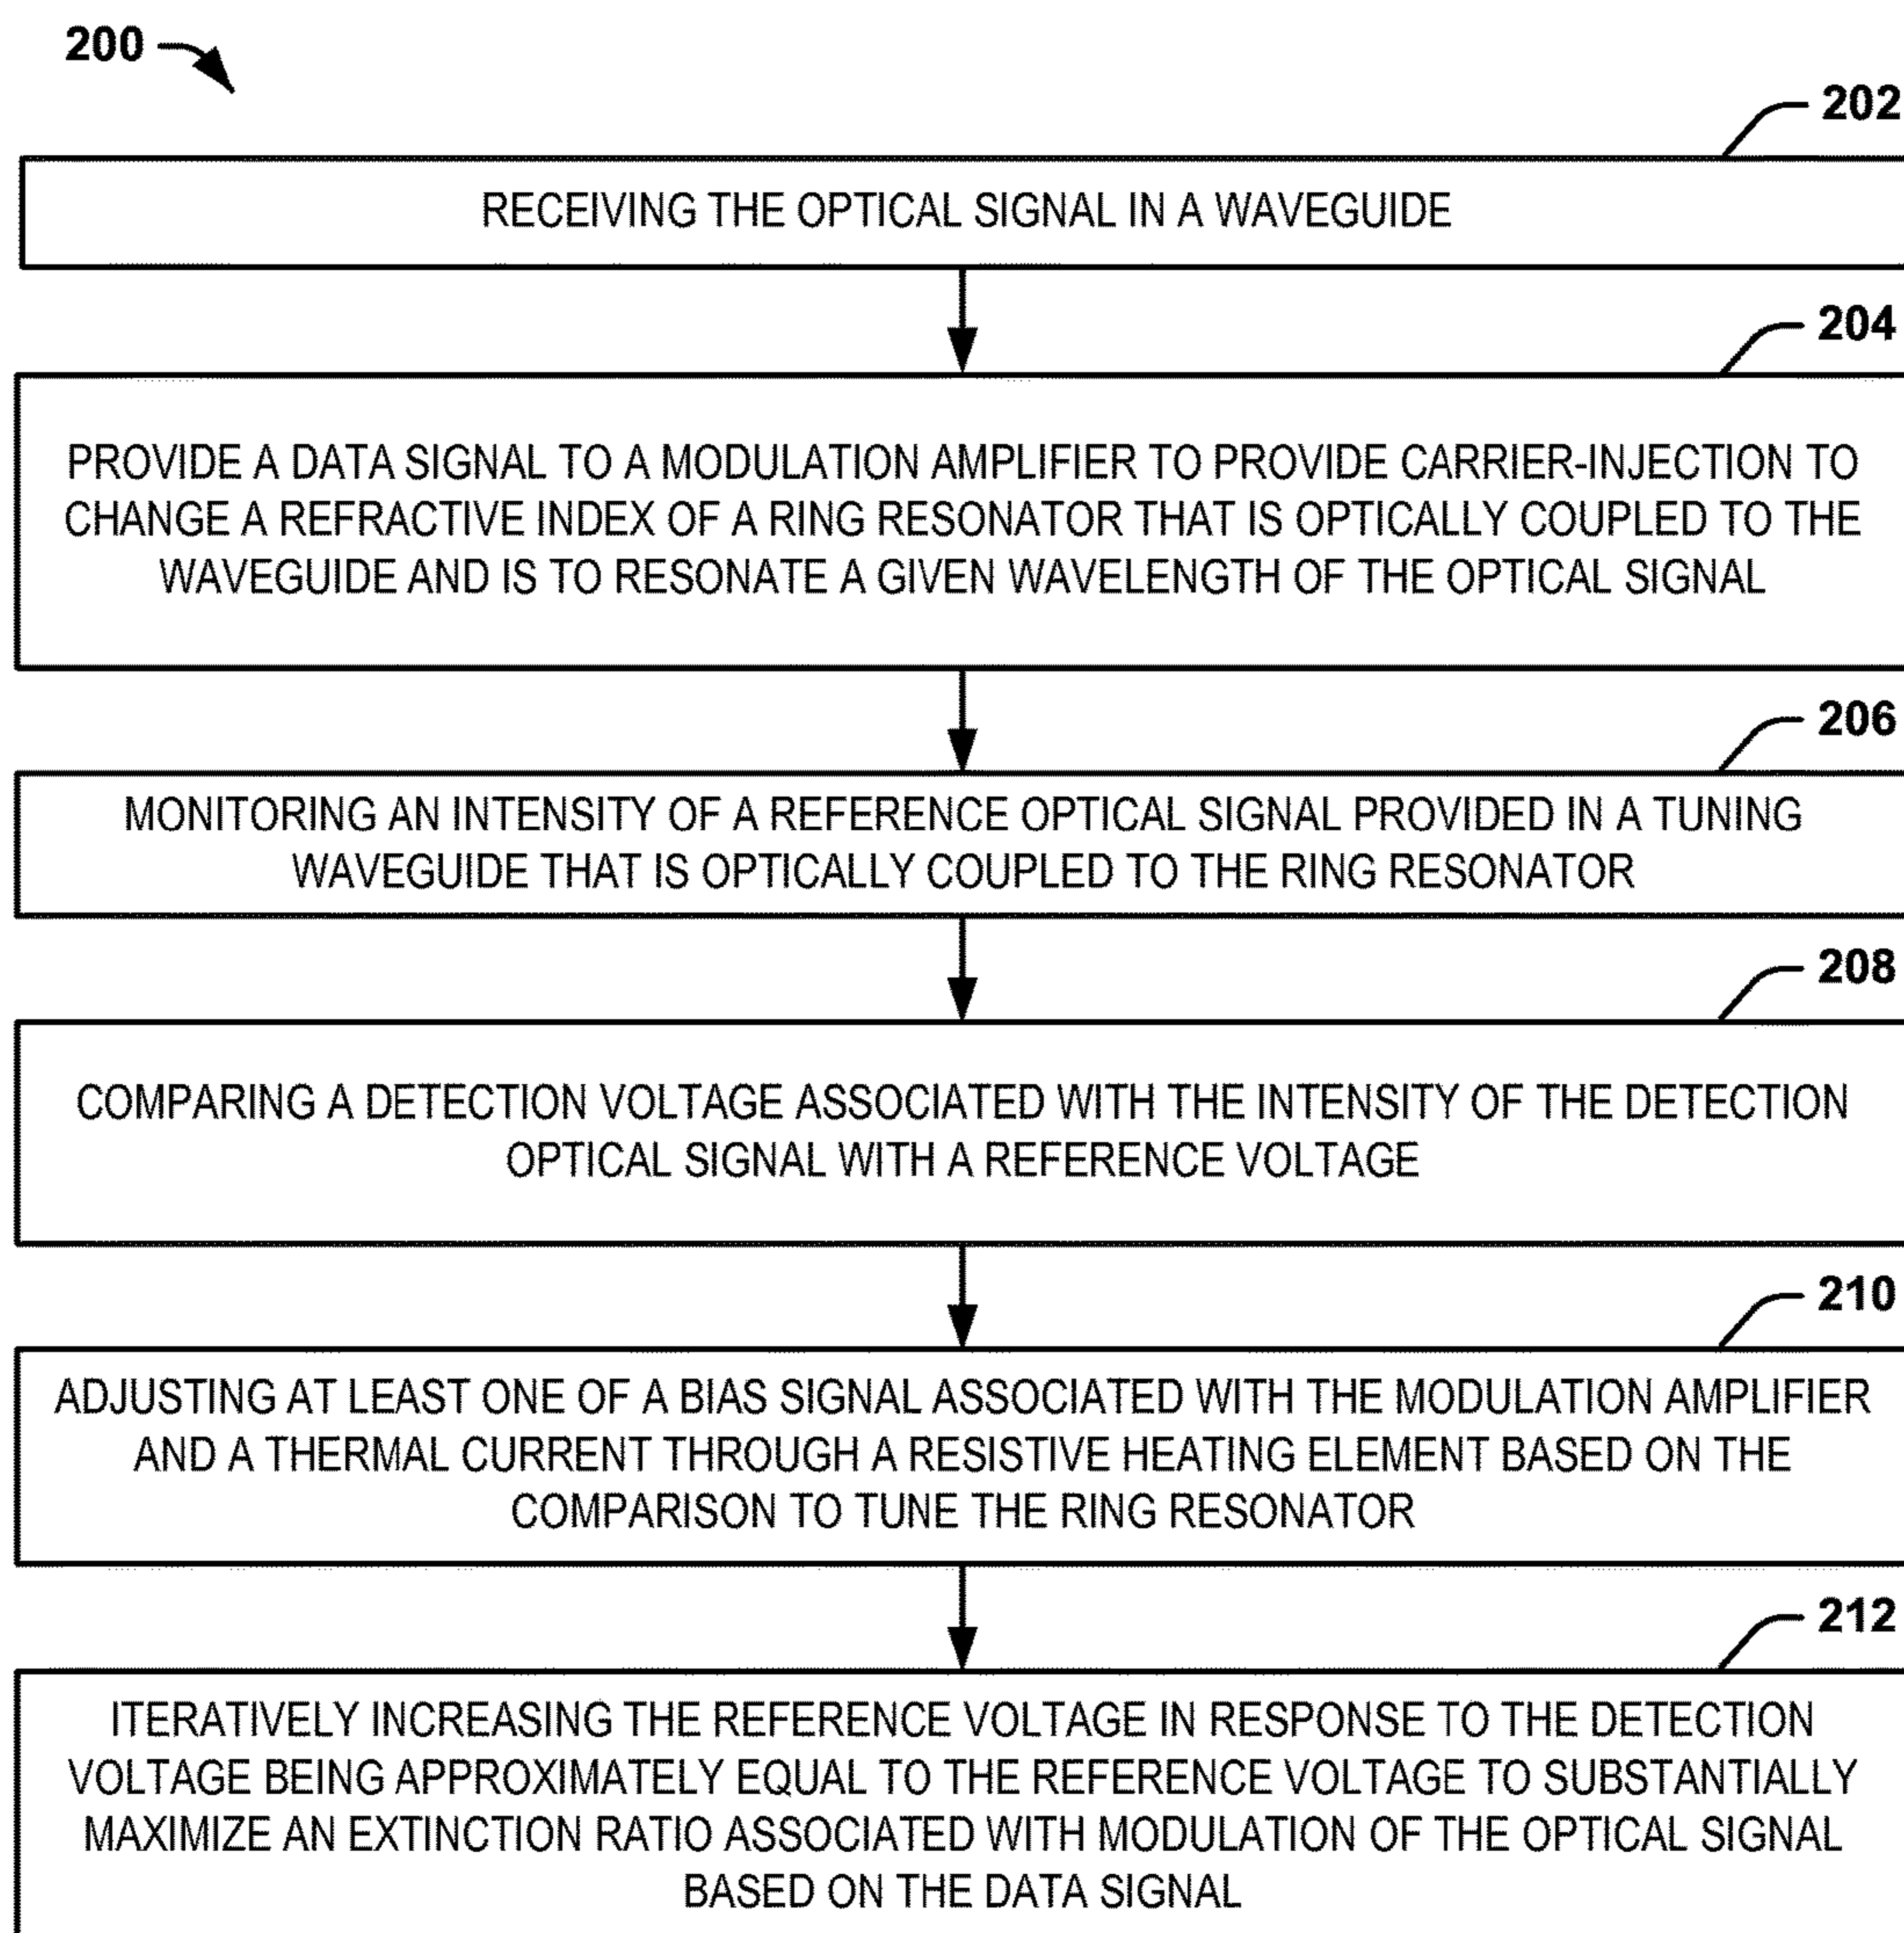 200
202
RECEIVING THE OPTICAL SIGNAL IN A WAVEGUIDE
204
PROVIDE A DATA SIGNAL TO A MODULATION AMPLIFIER TO PROVIDE CARRIER-INJECTION TO
CHANGE A REFRACTIVE INDEX OF A RING RESONATOR THAT IS OPTICALLY COUPLED TO THE
WAVEGUIDE AND IS TO RESONATE A GIVEN WAVELENGTH OF THE OPTICAL SIGNAL
206
MONITORING AN INTENSITY OF A REFERENCE OPTICAL SIGNAL PROVIDED IN A TUNING
WAVEGUIDE THAT IS OPTICALLY COUPLED TO THE RING RESONATOR
208
COMPARING A DETECTION VOLTAGE ASSOCIATED WITH THE INTENSITY OF THE DETECTION
OPTICAL SIGNAL WITH A REFERENCE VOLTAGE
210
ADJUSTING AT LEAST ONE OF A BIAS SIGNAL ASSOCIATED WITH THE MODULATION AMPLIFIER
AND A THERMAL CURRENT THROUGH A RESISTIVE HEATING ELEMENT BASED ON THE
COMPARISON TO TUNE THE RING RESONATOR
212
ITERATIVELY INCREASING THE REFERENCE VOLTAGE IN RESPONSE TO THE DETECTION
VOLTAGE BEING APPROXIMATELY EQUAL TO THE REFERENCE VOLTAGE TO SUBSTANTIALLY
MAXIMIZE AN EXTINCTION RATIO ASSOCIATED WITH MODULATION OF THE OPTICAL SIGNAL
BASED ON THE DATA SIGNAL